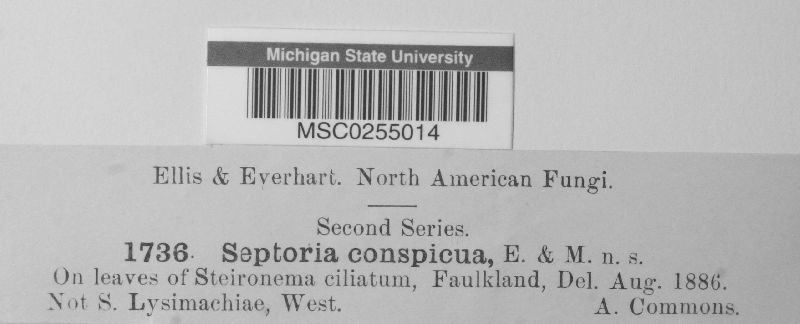 Michigan State University
MSC0255014
Ellis & Everhart. North American Fungi.
Second Series.
1736. Septoria conspicua, E. & M. n. s.
On leaves of Steironema ciliatum, Faulkland, Del. Aug. 1886.
Not S. Lysimachiae, West. A. Commons.